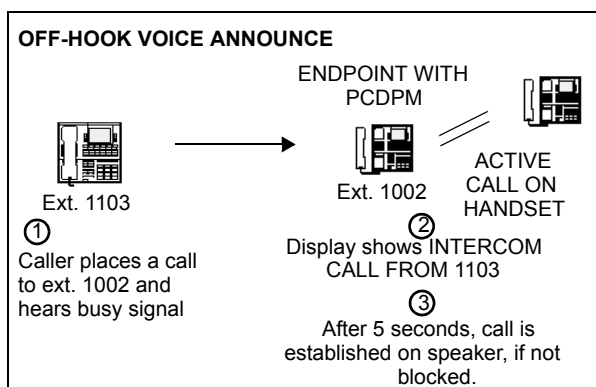 OFF-HOOK VOICE ANNOUNCE
ENDPOINT WITH
PCDPM
Ext. 1103
Ext. 1002
ACTIVE
CALL ON
HANDSET
1
Caller places a call
to ext. 1002 and
hears busy signal
2
Display shows INTERCOM
CALL FROM 1103
3
After 5 seconds, call is
established on speaker, if not
blocked.